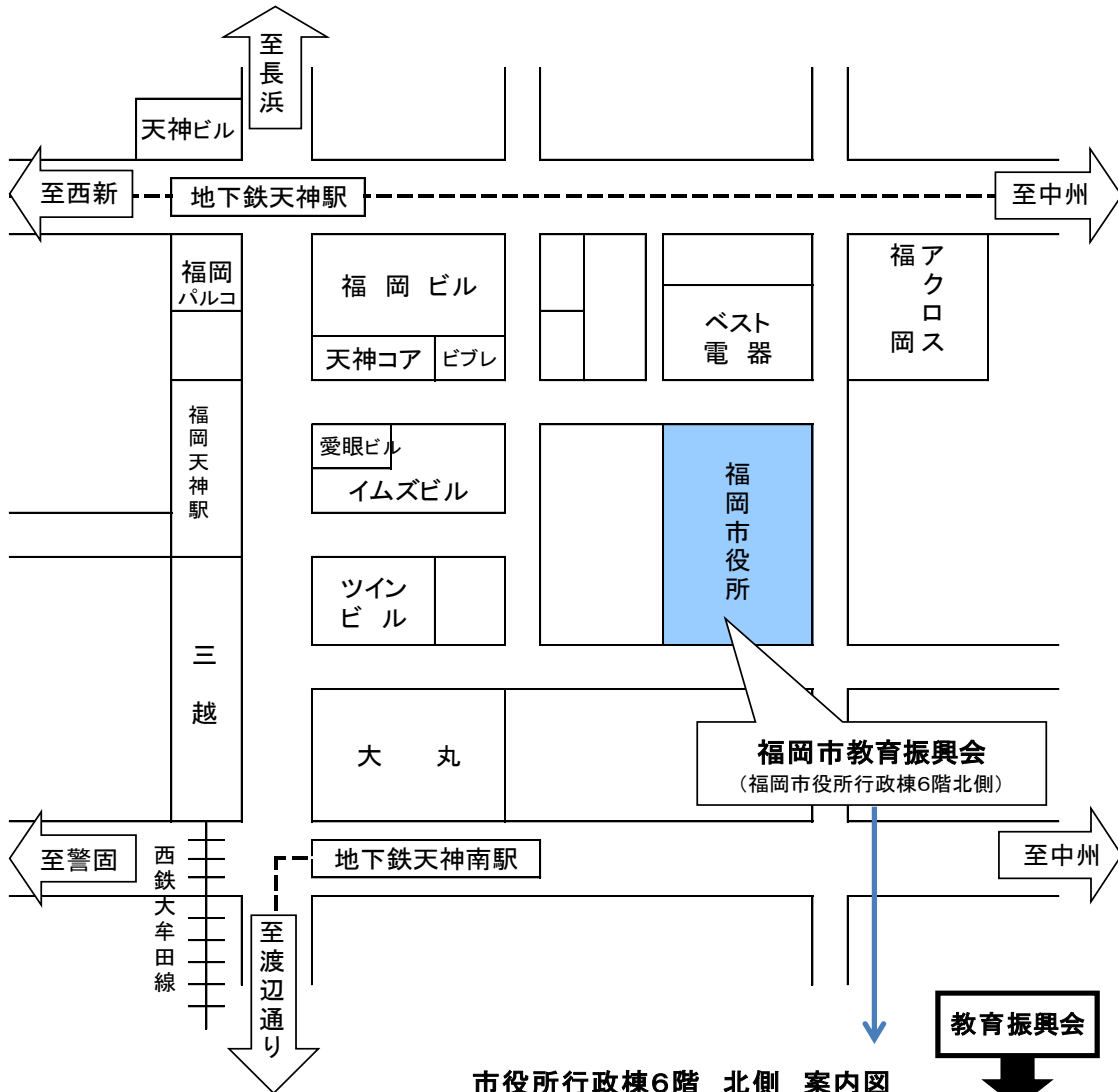 至長浜
天神ビル
至西新
地下鉄天神駅
至中州
福岡
パルコ
福 岡 ビル
天神コア
ビブレ
ベスト
電 器
アクロス
福 岡
福岡天神駅
愛眼ビル
イムズビル
福岡市役所
ツイン
ビ ル
三 越
大 丸
福岡市教育振興会
（福岡市役所行政棟6階北側）
至警固
西鉄大牟田線
地下鉄天神南駅
至中州
至渡辺通り
教育振興会
市役所行政棟6階 北側 案内図